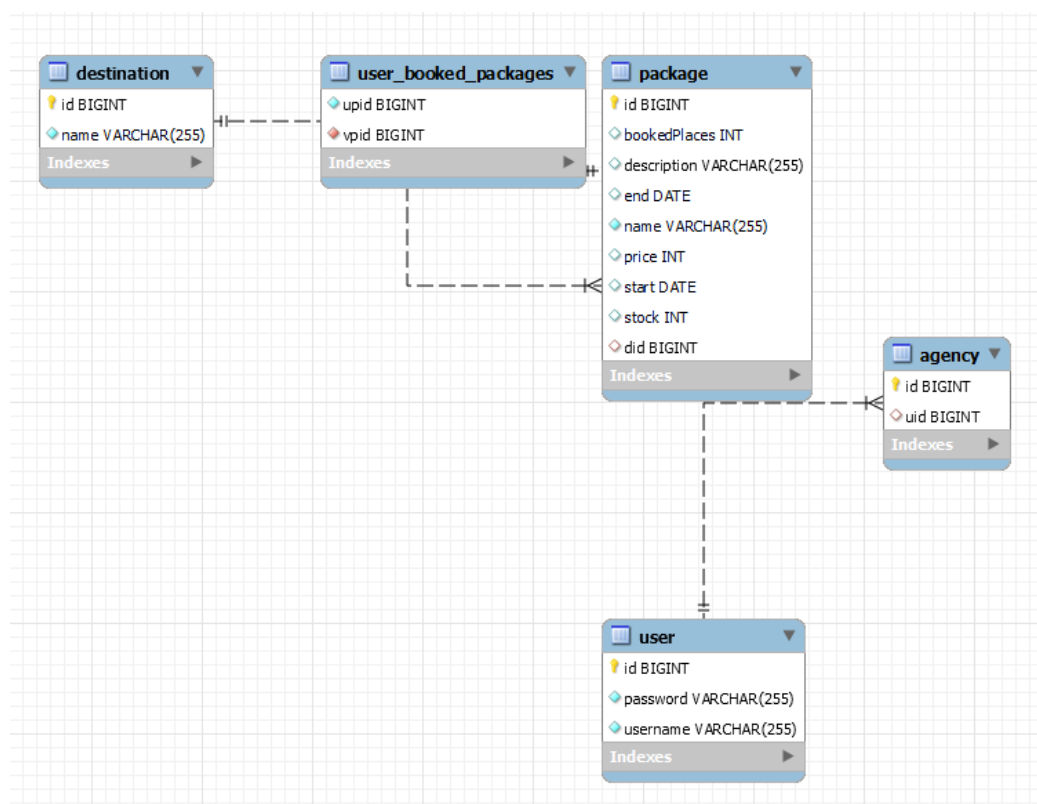 destination
id BIGINT
name VARCHAR(255)
Indexes
user_booked_packages
upid BIGINT
vpid BIGINT
Indexes
package
id BIGINT
bookedPlaces INT
description VARCHAR(255)
end DATE
name VARCHAR(255)
price INT
start DATE
stock INT
did BIGINT
Indexes
agency
id BIGINT
uid BIGINT
Indexes
user
id BIGINT
password VARCHAR(255)
username VARCHAR(255)
Indexes